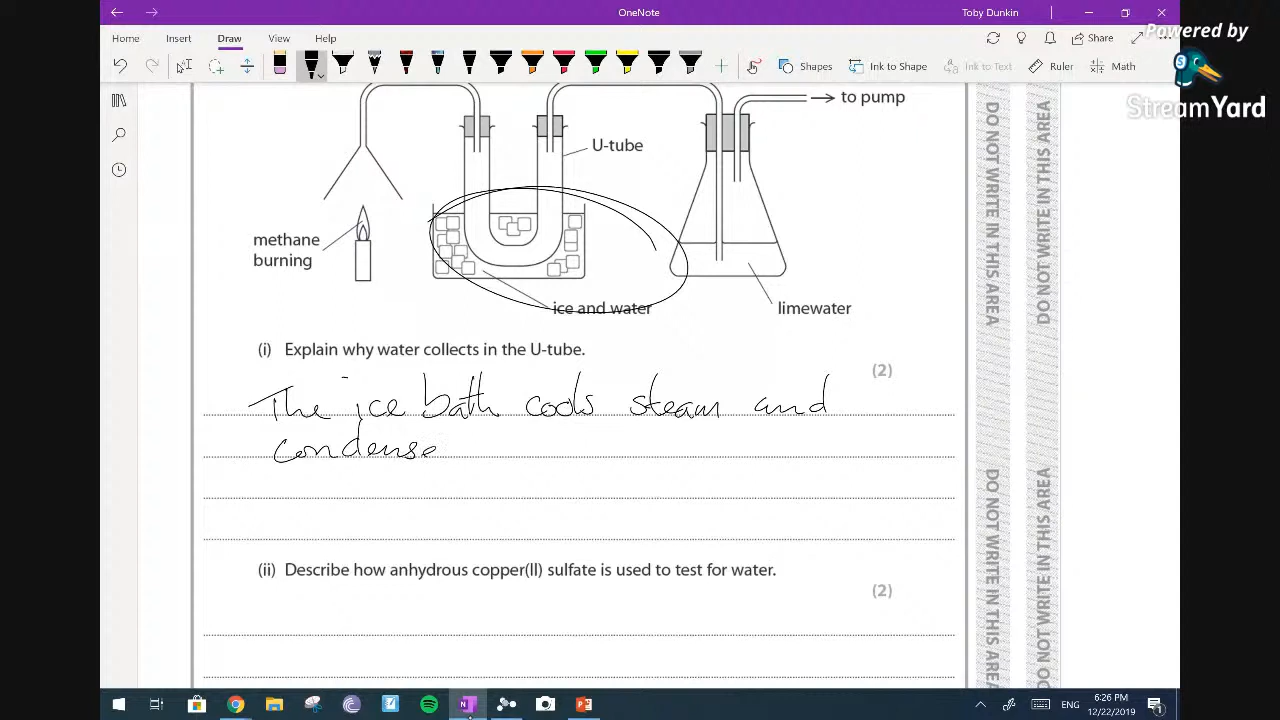 OneNote
Toby Dunkin
Powered by
StreamYard
Home Insert Draw View Help
Share
Shapes Ink to Shape Ink to Text Ruler Math
to pump
U-tube
methane
burning
ice and water
limewater
(i) Explain why water collects in the U-tube.
(2)
The ice bath cools steam and
condense
(ii) Describe how anhydrous copper(II) sulfate is used to test for water.
(2)
DO NOT WRITE IN THIS AREA
DO NOT WRITE IN THIS AREA
DO NOT WRITE IN THIS AREA
DO NOT WRITE IN THIS AREA
ENG
6:26 PM
12/22/2019